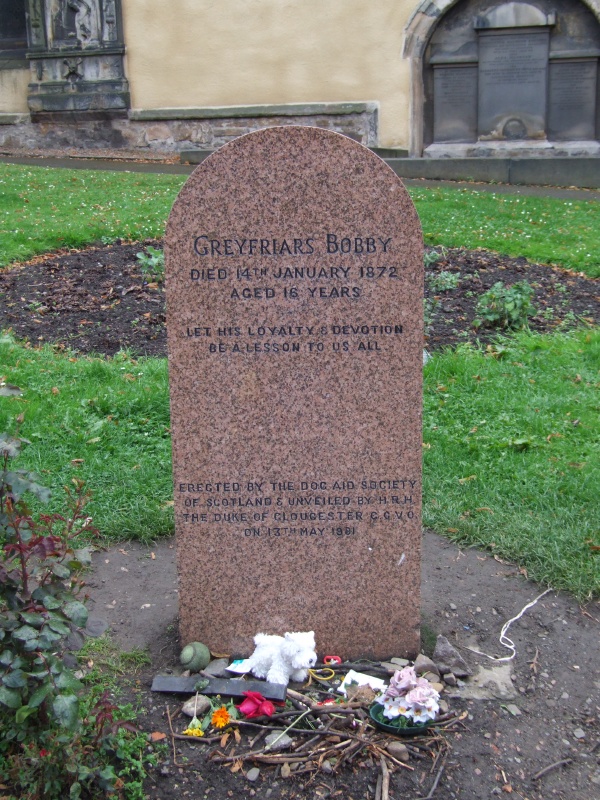 GREYFRIARS BOBBY
DIED 14TH JANUARY 1872
AGED 16 YEARS
LET HIS LOYALTY & DEVOTION
BE A LESSON TO US ALL
ERECTED BY THE DOG AID SOCIETY
OF SCOTLAND & UNVEILED BY H.R.H.
THE DUKE OF GLOUCESTER G.C.V.O.
ON 13TH MAY 1981